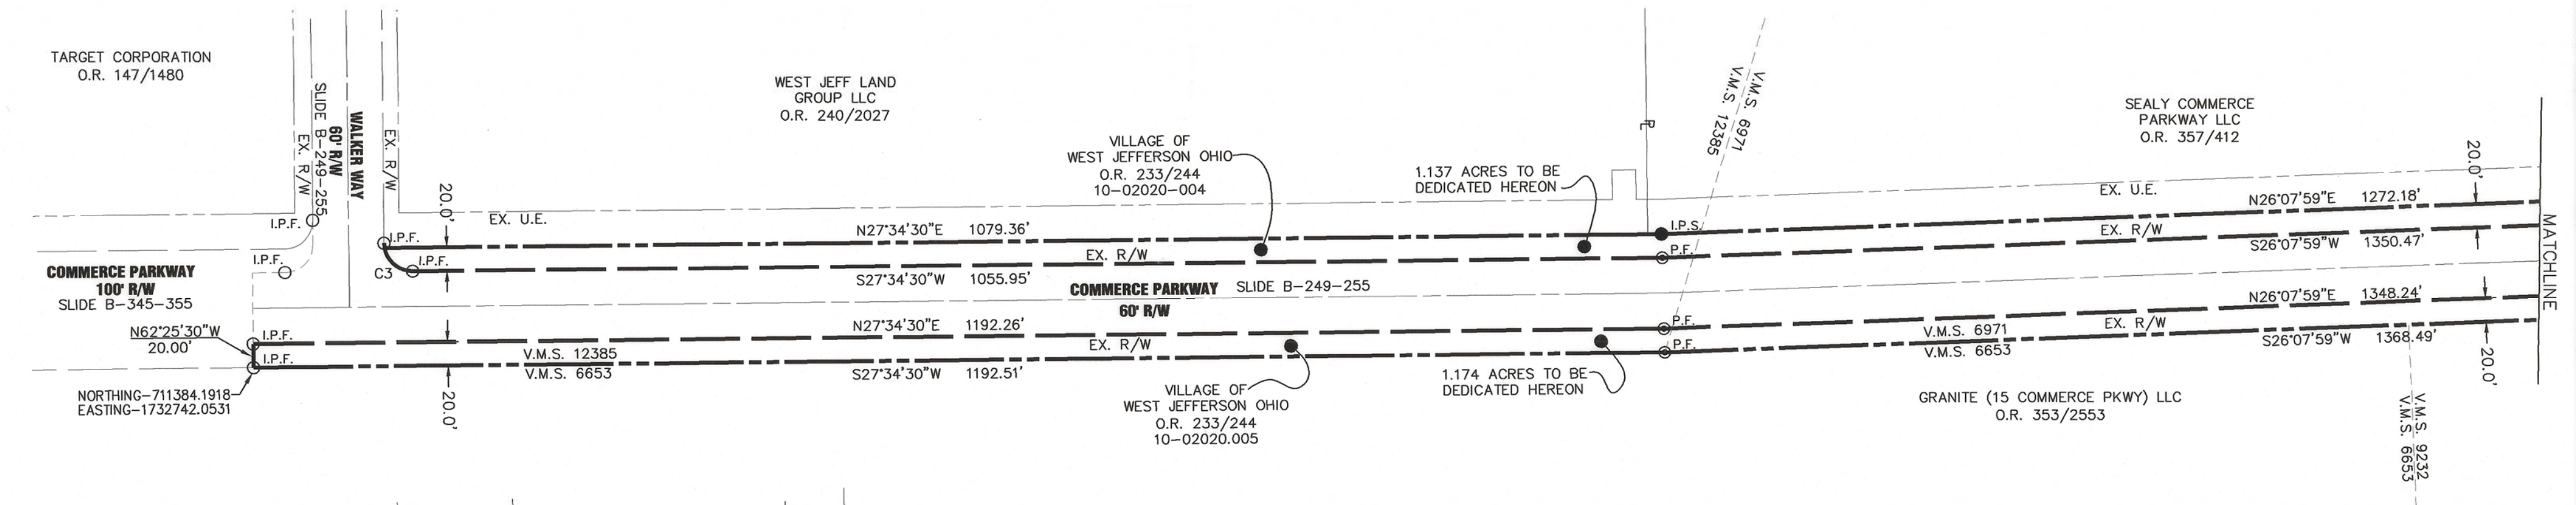 TARGET CORPORATION
O.R. 147/1480
SLIDE B-249-255
EX. R/W
WALKER WAY
60' R/W
EX. R/W
I.P.F.
I.P.F.
COMMERCE PARKWAY
100' R/W
SLIDE B-345-355
I.P.F.
C3
I.P.F.
20.0'
EX. U.E.
WEST JEFF LAND
GROUP LLC
O.R. 240/2027
VILLAGE OF
WEST JEFFERSON OHIO
O.R. 233/244
10-02020-004
1.137 ACRES TO BE
DEDICATED HEREON
PL
V.M.S. 6971
V.M.S. 12385
SEALY COMMERCE
PARKWAY LLC
O.R. 357/412
20.0'
EX. U.E.
N26°07'59"E 1272.18'
N27°34'30"E 1079.36'
I.P.S.
EX. R/W
EX. R/W
P.F.
S26°07'59"W 1350.47'
S27°34'30"W 1055.95'
COMMERCE PARKWAY SLIDE B-249-255
60' R/W
MATCHLINE
N62°25'30"W
20.00'
I.P.F.
I.P.F.
N27°34'30"E 1192.26'
P.F.
N26°07'59"E 1348.24'
EX. R/W
EX. R/W
V.M.S. 12385
V.M.S. 6653
P.F.
V.M.S. 6971
V.M.S. 6653
S27°34'30"W 1192.51'
S26°07'59"W 1368.49'
NORTHING-711384.1918
EASTING-1732742.0531
20.0'
VILLAGE OF
WEST JEFFERSON OHIO
O.R. 233/244
10-02020.005
1.174 ACRES TO BE
DEDICATED HEREON
20.0'
GRANITE (15 COMMERCE PKWY) LLC
O.R. 353/2553
V.M.S. 9232
V.M.S. 6653